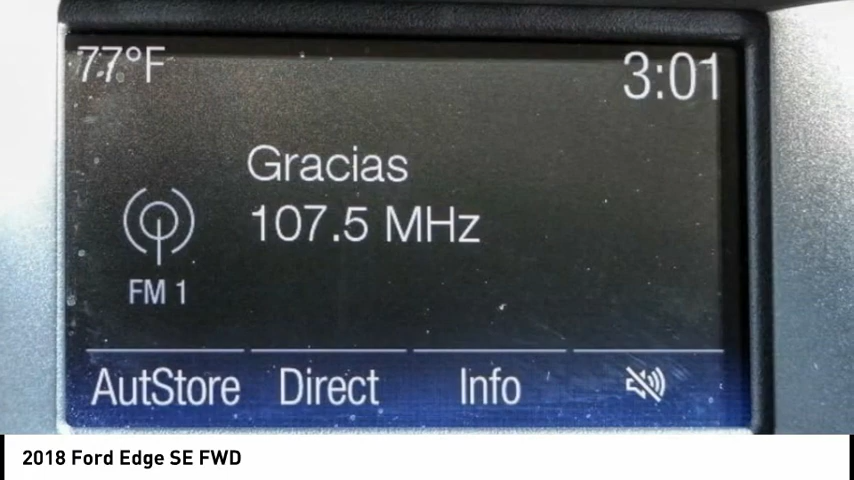 77°F
3:01
Gracias
107.5 MHz
FM 1
AutStore Direct Info
2018 Ford Edge SE FWD